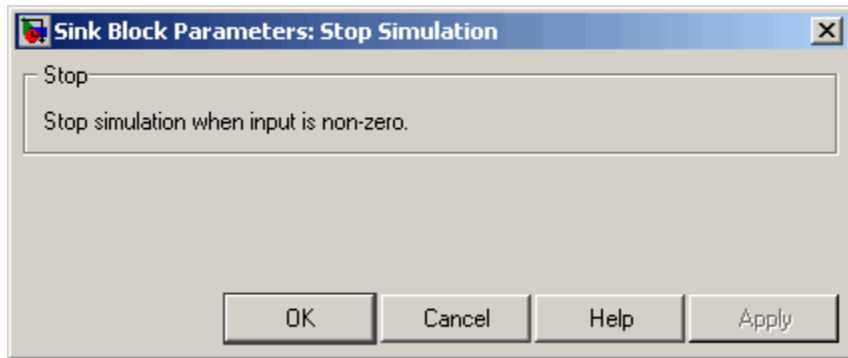 Sink Block Parameters: Stop Simulation
Stop
Stop simulation when input is non-zero.
OK Cancel Help Apply